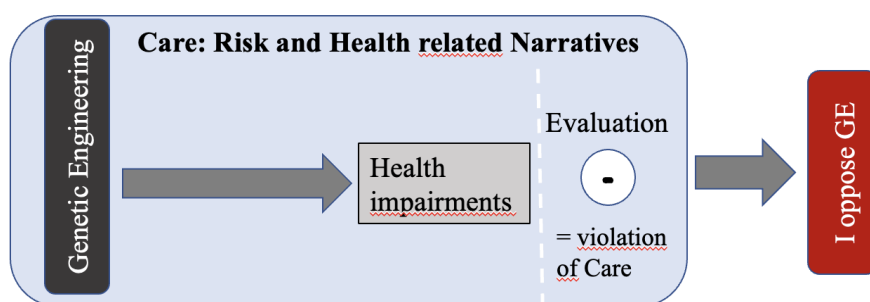 Care: Risk and Health related Narratives
Genetic Engineering
Health
impairments
Evaluation
-
= violation
of Care
I oppose GE